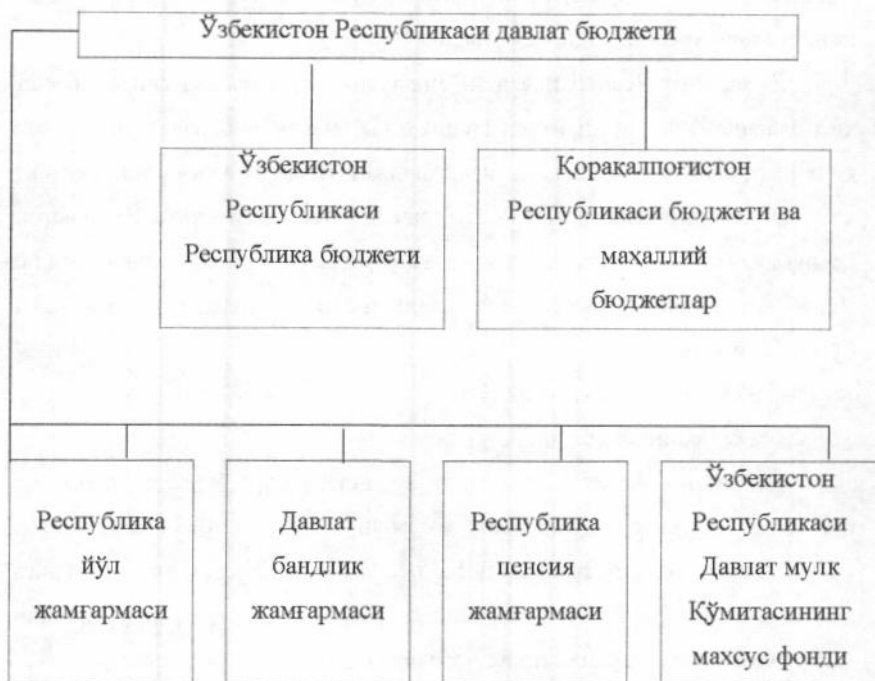 Ўзбекистон Республикаси давлат бюджети
Ўзбекистон
Республикаси
Республика бюджети
Қорақалпоғистон
Республикаси бюджети ва
маҳаллий
бюджетлар
Республика
йўл
жамғармаси
Давлат
бандлик
жамғармаси
Республика
пенсия
жамғармаси
Ўзбекистон
Республикаси
Давлат мулк
Қўмитасининг
махсус фонди